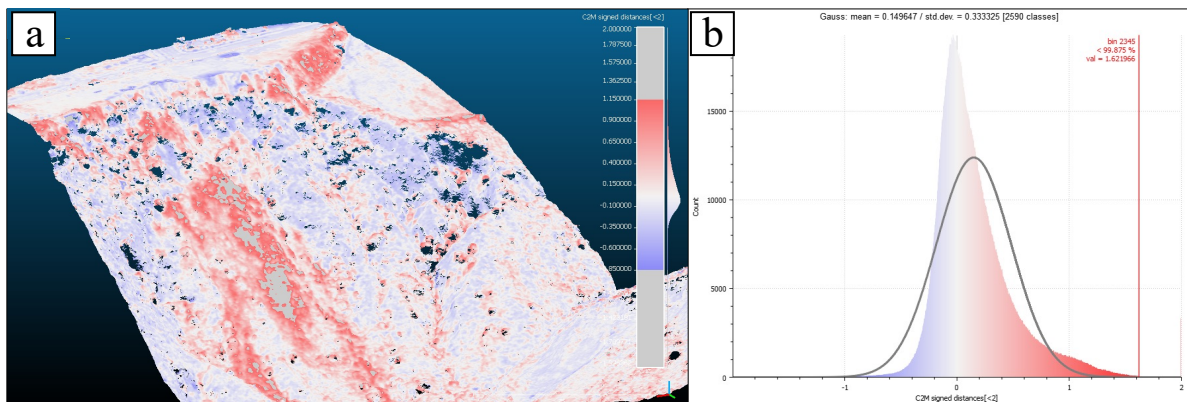 a
C2M signed distances[<2]
2.000000
1.787500
1.575000
1.362500
1.150000
0.900000
0.650000
0.400000
0.150000
-0.100000
-0.350000
-0.600000
.850000
b
Gauss: mean = 0.149647 / std.dev. = 0.333325 [2590 classes]
bin 2345
< 99.875 %
val = 1.621966
Count
15000
10000
5000
0
-1
0
1
2
C2M signed distances[<2]